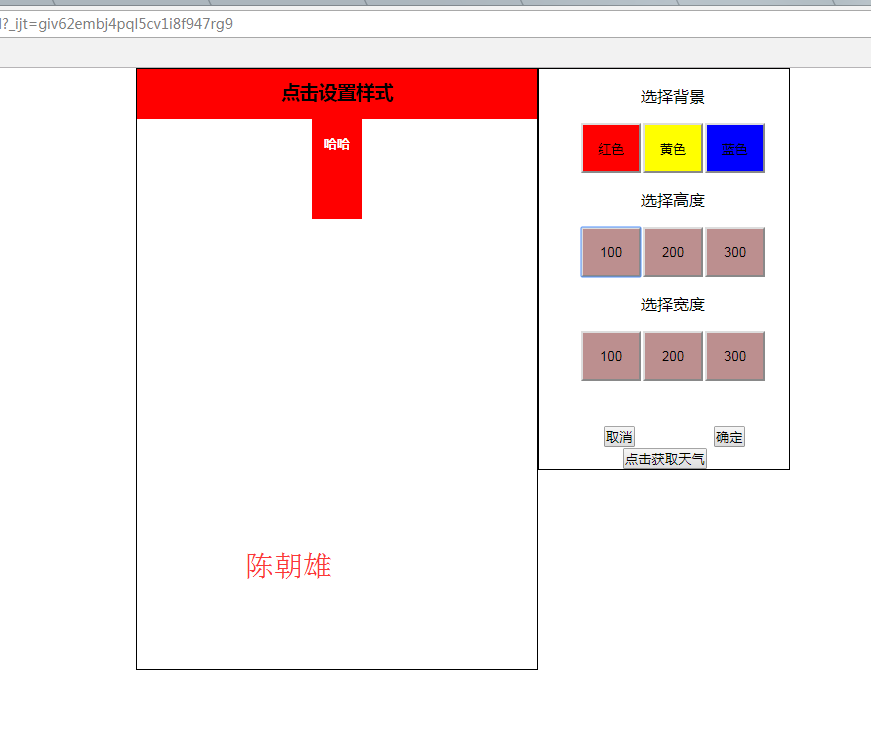 l?_ijt=giv62embj4pql5cv1i8f947rg9
点击设置样式
哈哈
陈朝雄
选择背景
红色 黄色 蓝色
选择高度
100 200 300
选择宽度
100 200 300
取消 确定
点击获取天气